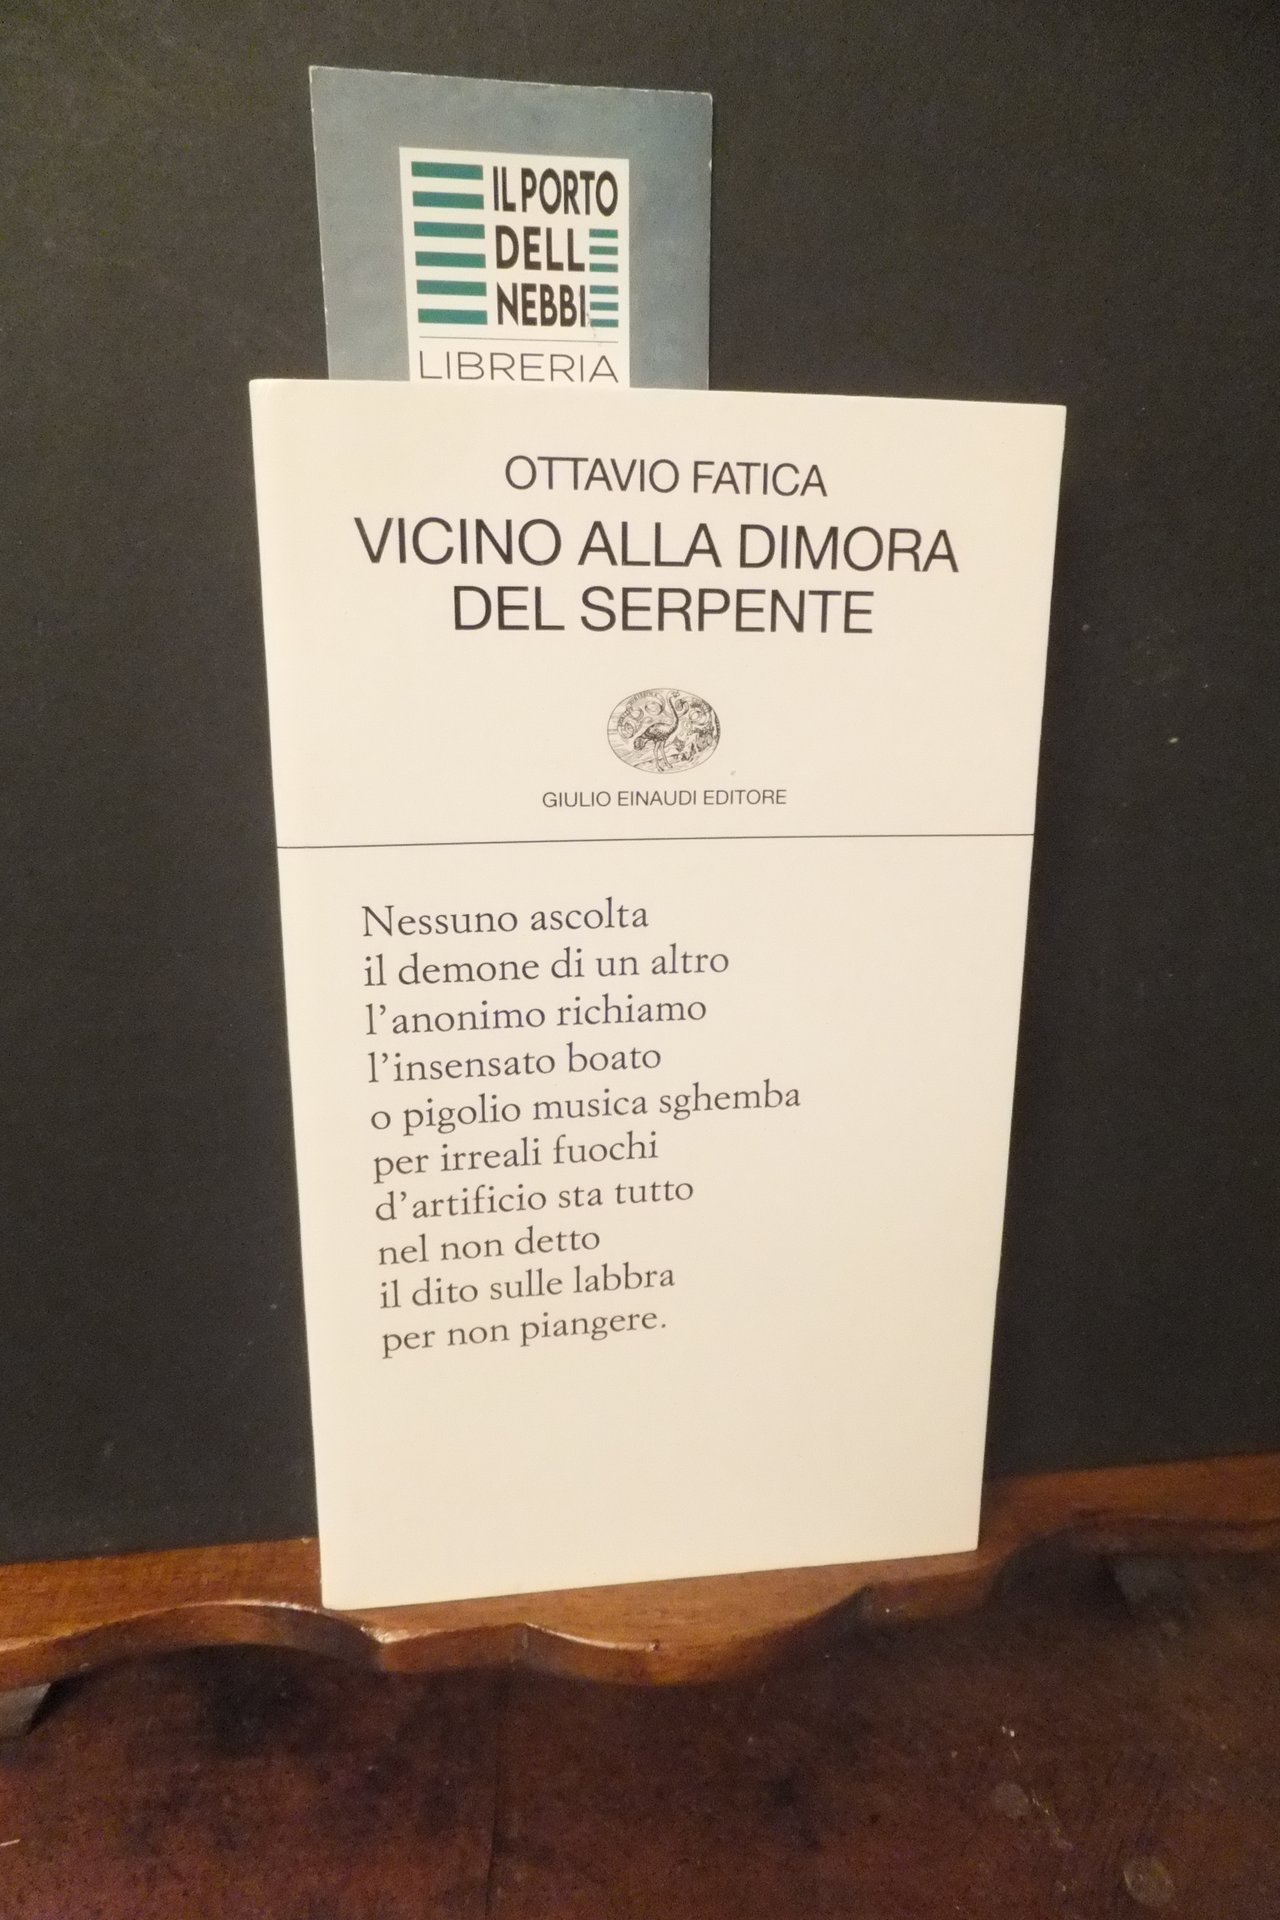 IL PORTO
DELLE
NEBBIE
LIBRERIA
OTTAVIO FATICA
VICINO ALLA DIMORA
DEL SERPENTE
GIULIO EINAUDI EDITORE
Nessuno ascolta
il demone di un altro
l'anonimo richiamo
l'insensato boato
o pigolio musica sghemba
per irreali fuochi
d'artificio sta tutto
nel non detto
il dito sulle labbra
per non piangere.